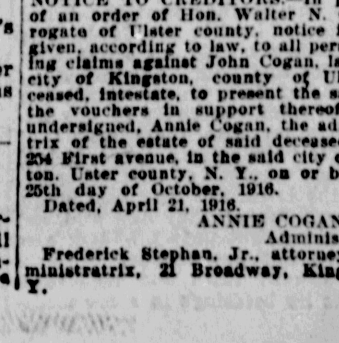 NOTICE TO CREDITORS.—In
of an order of Hon. Walter N.
rogate of Ulster county, notice i
given, according to law, to all per
ing claims against John Cogan, la
city of Kingston, county of Ul
ceased, intestate, to present the s
the vouchers in support thereof
undersigned, Annie Cogan, the ad
trix of the estate of said decease
254 First avenue, in the said city o
ton. Uster county, N. Y., on or b
25th day of October, 1916.
Dated, April 21, 1916.
ANNIE COGAN
Adminis
Frederick Stephan, Jr., attorney
ministratrix, 21 Broadway, King
Y.